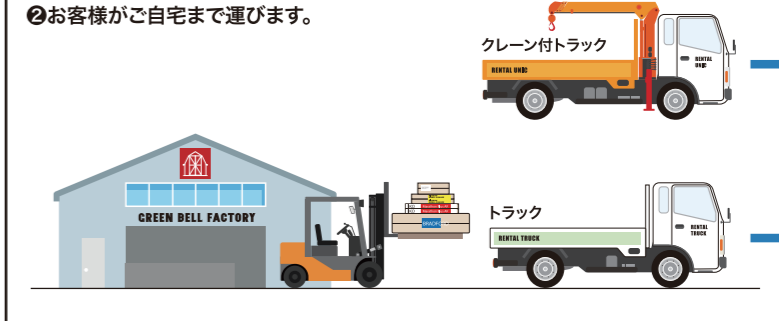 ❷お客様がご自宅まで運びます。
クレーン付トラック
RENTAL UNIC
RENTAL
UNIC
GREEN BELL FACTORY
トラック
RENTAL TRUCK
RENTAL
TRUCK